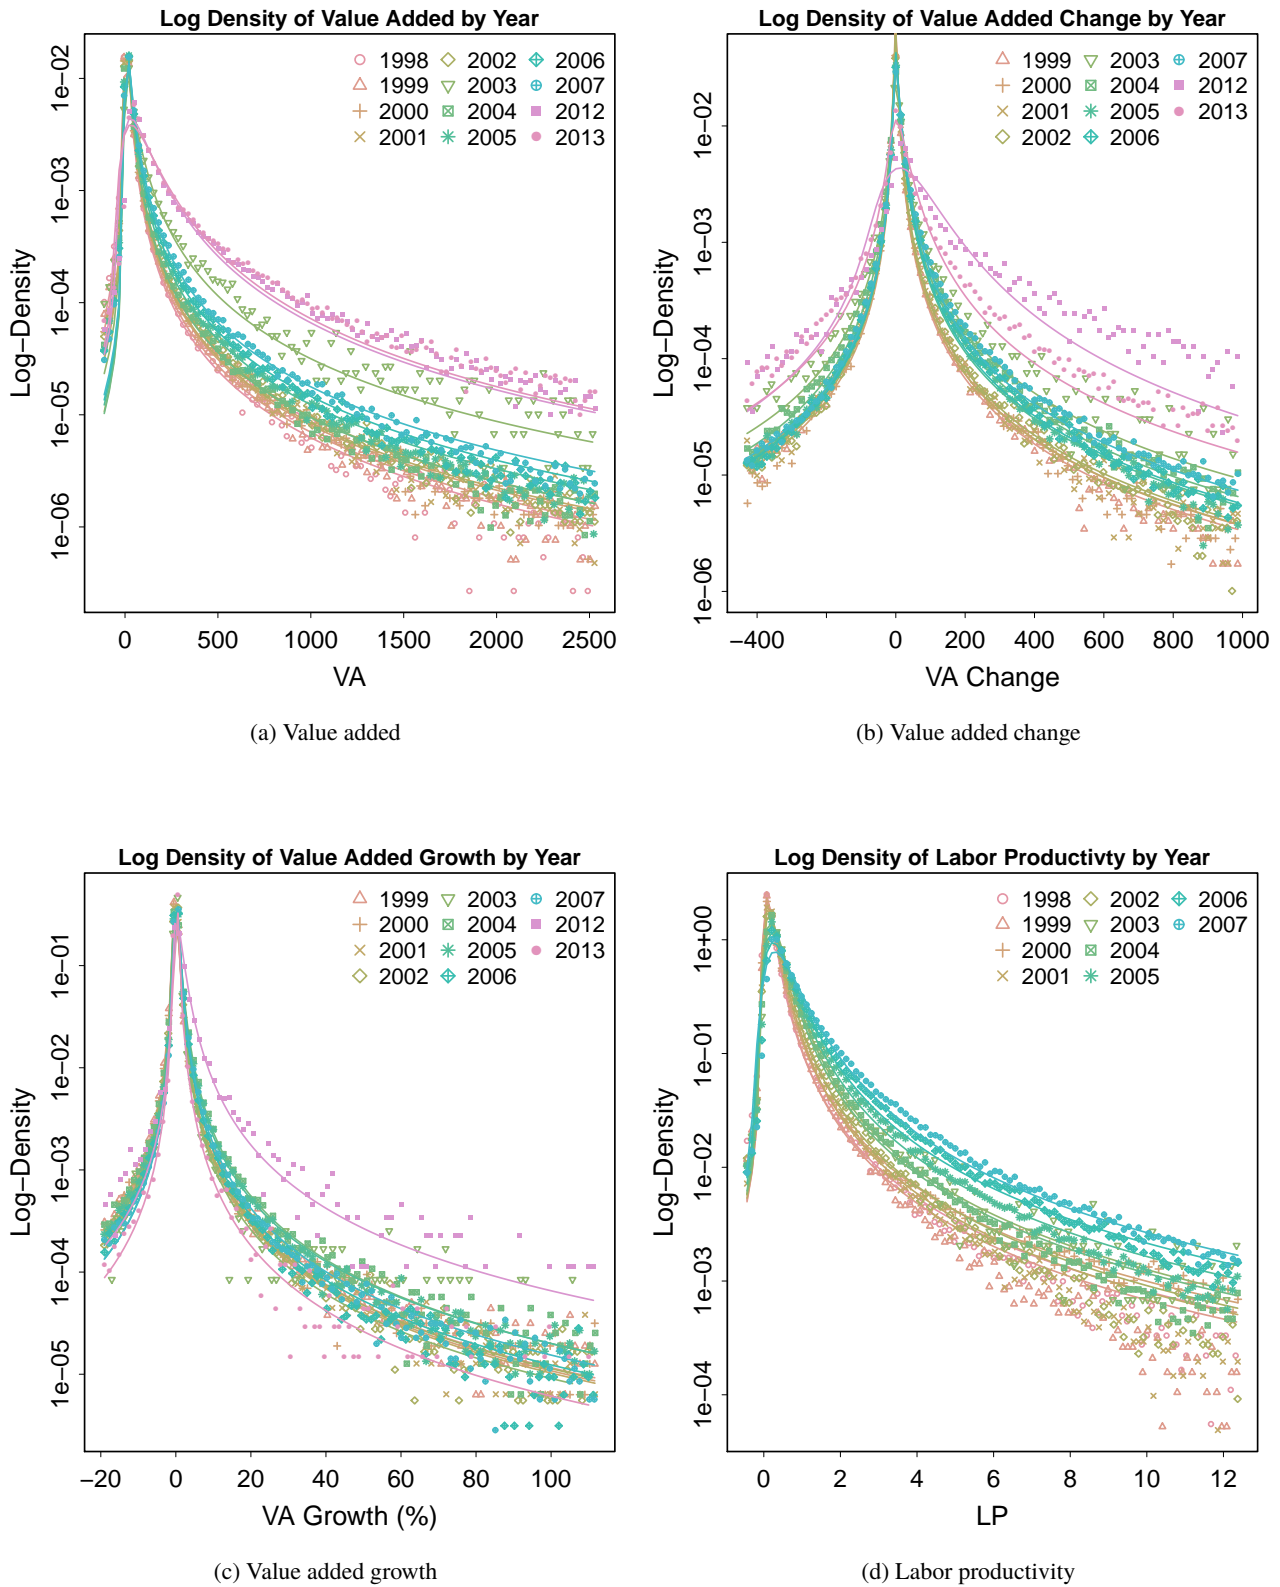 Log Density of Value Added by Year
1998 2002 2006
1999 2003 2007
2000 2004 2012
2001 2005 2013
1e−02
1e−03
1e−04
1e−05
1e−06
Log−Density
0 500 1000 1500 2000 2500
VA
(a) Value added
Log Density of Value Added Change by Year
1999 2003 2007
2000 2004 2012
2001 2005 2013
2002 2006
1e−02
1e−03
1e−04
1e−05
1e−06
Log−Density
−400 0 200 400 600 800 1000
VA Change
(b) Value added change
Log Density of Value Added Growth by Year
1999 2003 2007
2000 2004 2012
2001 2005 2013
2002 2006
1e−01
1e−02
1e−03
1e−04
1e−05
Log−Density
−20 0 20 40 60 80 100
VA Growth (%)
(c) Value added growth
Log Density of Labor Productivty by Year
1998 2002 2006
1999 2003 2007
2000 2004
2001 2005
1e+00
1e−01
1e−02
1e−03
1e−04
Log−Density
0 2 4 6 8 10 12
LP
(d) Labor productivity